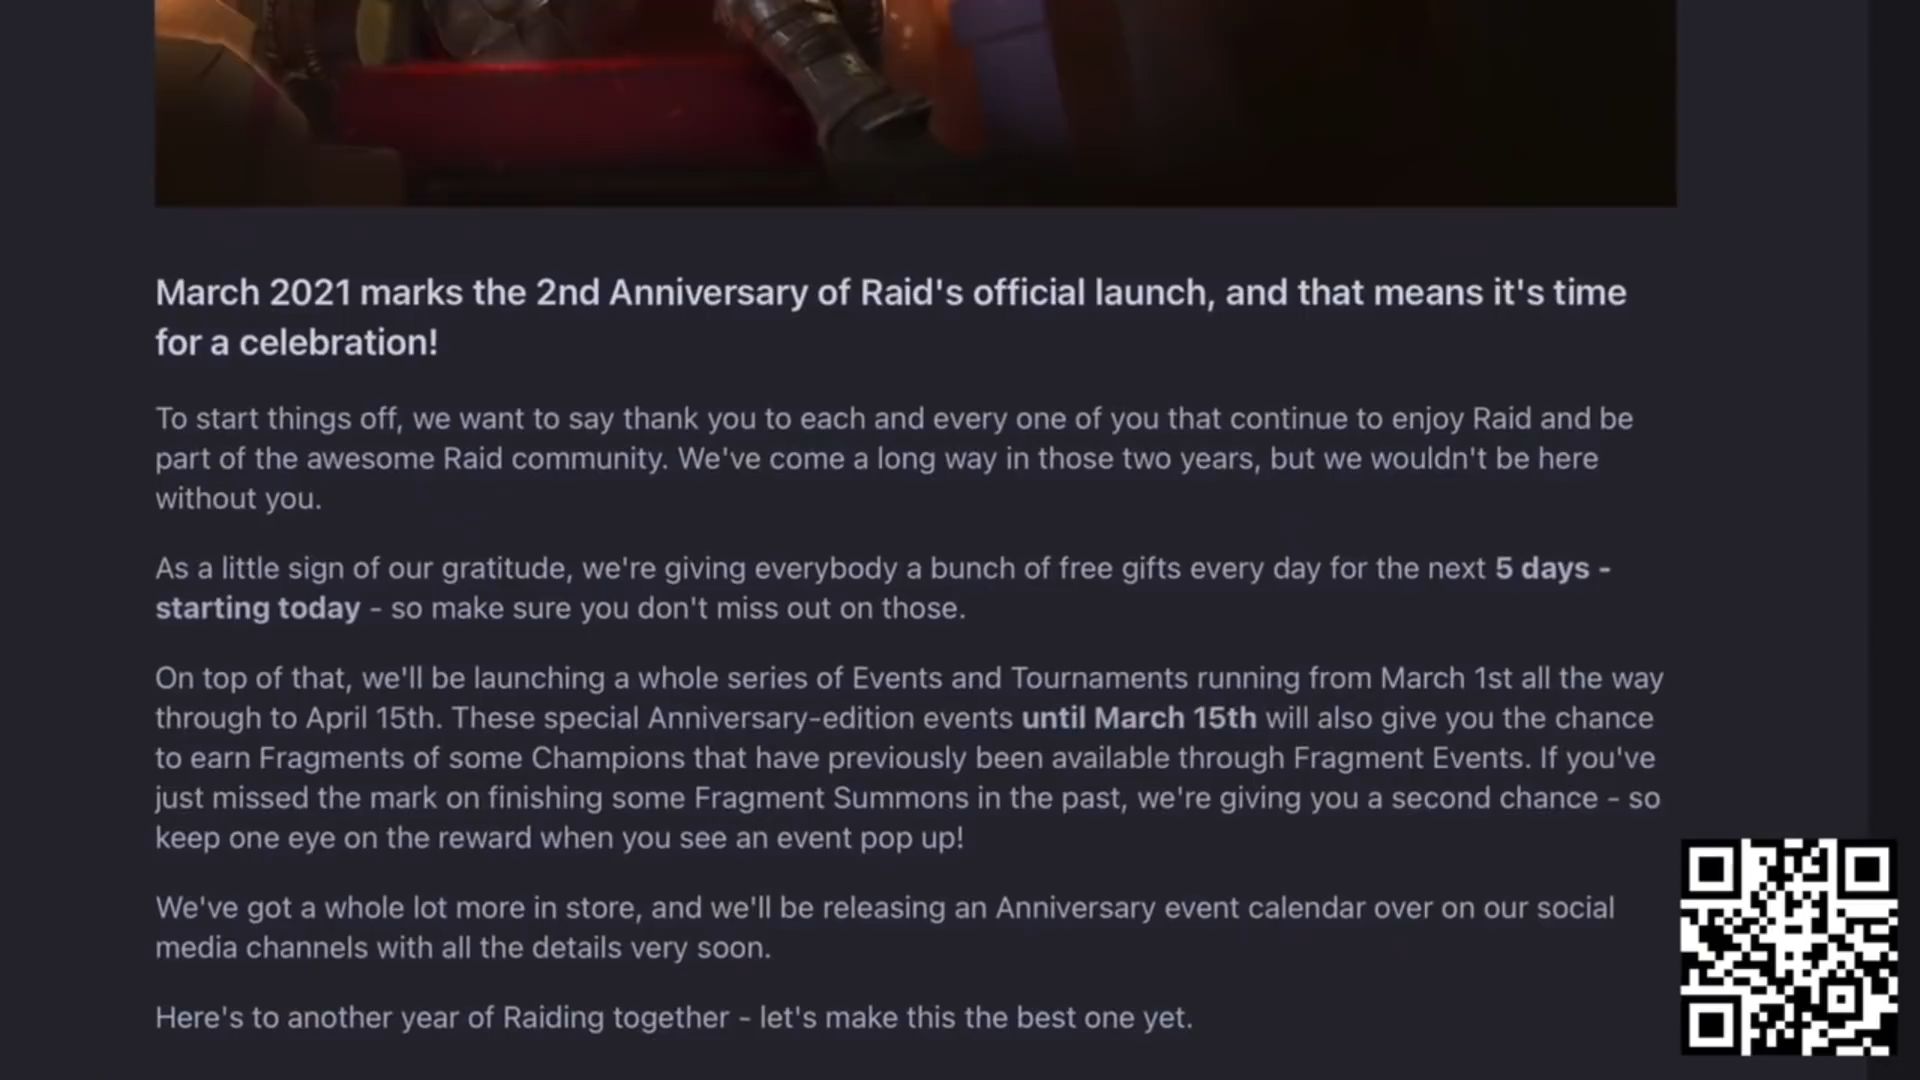 March 2021 marks the 2nd Anniversary of Raid's official launch, and that means it's time
for a celebration!
To start things off, we want to say thank you to each and every one of you that continue to enjoy Raid and be
part of the awesome Raid community. We've come a long way in those two years, but we wouldn't be here
without you.
As a little sign of our gratitude, we're giving everybody a bunch of free gifts every day for the next 5 days -
starting today - so make sure you don't miss out on those.
On top of that, we'll be launching a whole series of Events and Tournaments running from March 1st all the way
through to April 15th. These special Anniversary-edition events until March 15th will also give you the chance
to earn Fragments of some Champions that have previously been available through Fragment Events. If you've
just missed the mark on finishing some Fragment Summons in the past, we're giving you a second chance - so
keep one eye on the reward when you see an event pop up!
We've got a whole lot more in store, and we'll be releasing an Anniversary event calendar over on our social
media channels with all the details very soon.
Here's to another year of Raiding together - let's make this the best one yet.